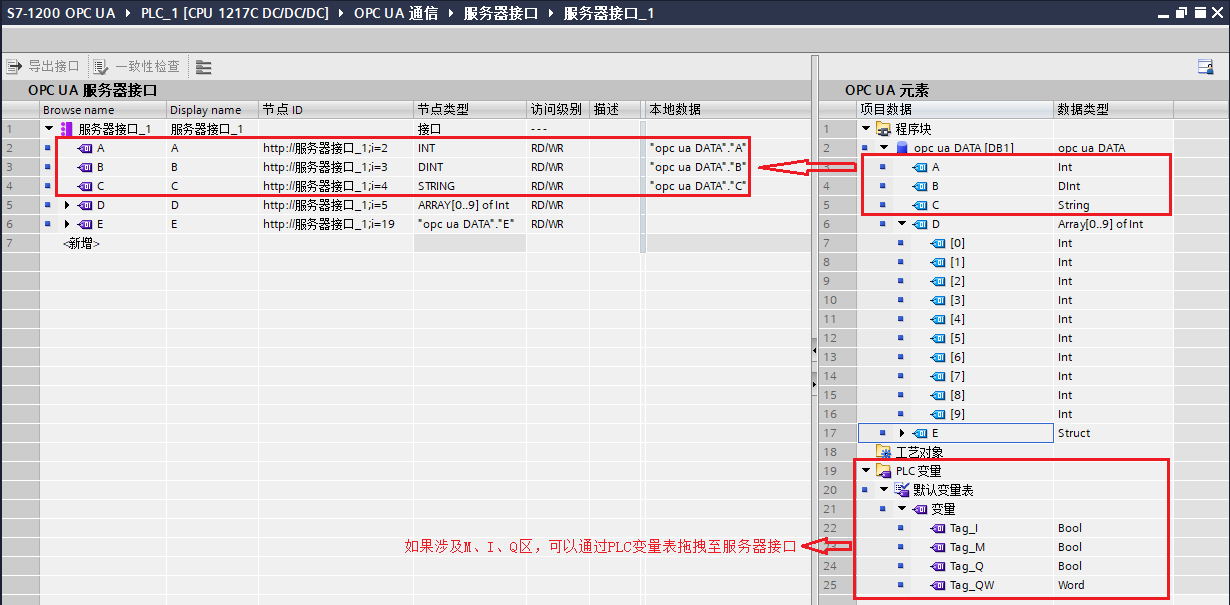 S7-1200 OPC UA ▸ PLC_1 [CPU 1217C DC/DC/DC] ▸ OPC UA 通信 ▸ 服务器接口 ▸ 服务器接口_1
导出接口 一致性检查
OPC UA 服务器接口
Browse name Display name 节点 ID 节点类型 访问级别 描述 本地数据
1 服务器接口_1 服务器接口_1 接口 ---
2 A A http://服务器接口_1;i=2 INT RD/WR "opc ua DATA"."A"
3 B B http://服务器接口_1;i=3 DINT RD/WR "opc ua DATA"."B"
4 C C http://服务器接口_1;i=4 STRING RD/WR "opc ua DATA"."C"
5 D D http://服务器接口_1;i=5 ARRAY[0..9] of Int RD/WR
6 E E http://服务器接口_1;i=19 "opc ua DATA"."E" RD/WR
7 <新增>
OPC UA 元素
项目数据 数据类型
1 程序块
2 opc ua DATA [DB1] opc ua DATA
3 A Int
4 B DInt
5 C String
6 D Array[0..9] of Int
7 [0] Int
8 [1] Int
9 [2] Int
10 [3] Int
11 [4] Int
12 [5] Int
13 [6] Int
14 [7] Int
15 [8] Int
16 [9] Int
17 E Struct
18 工艺对象
19 PLC 变量
20 默认变量表
21 变量
22 Tag_I Bool
23 Tag_M Bool
24 Tag_Q Bool
25 Tag_QW Word
如果涉及M、I、Q区，可以通过PLC变量表拖拽至服务器接口